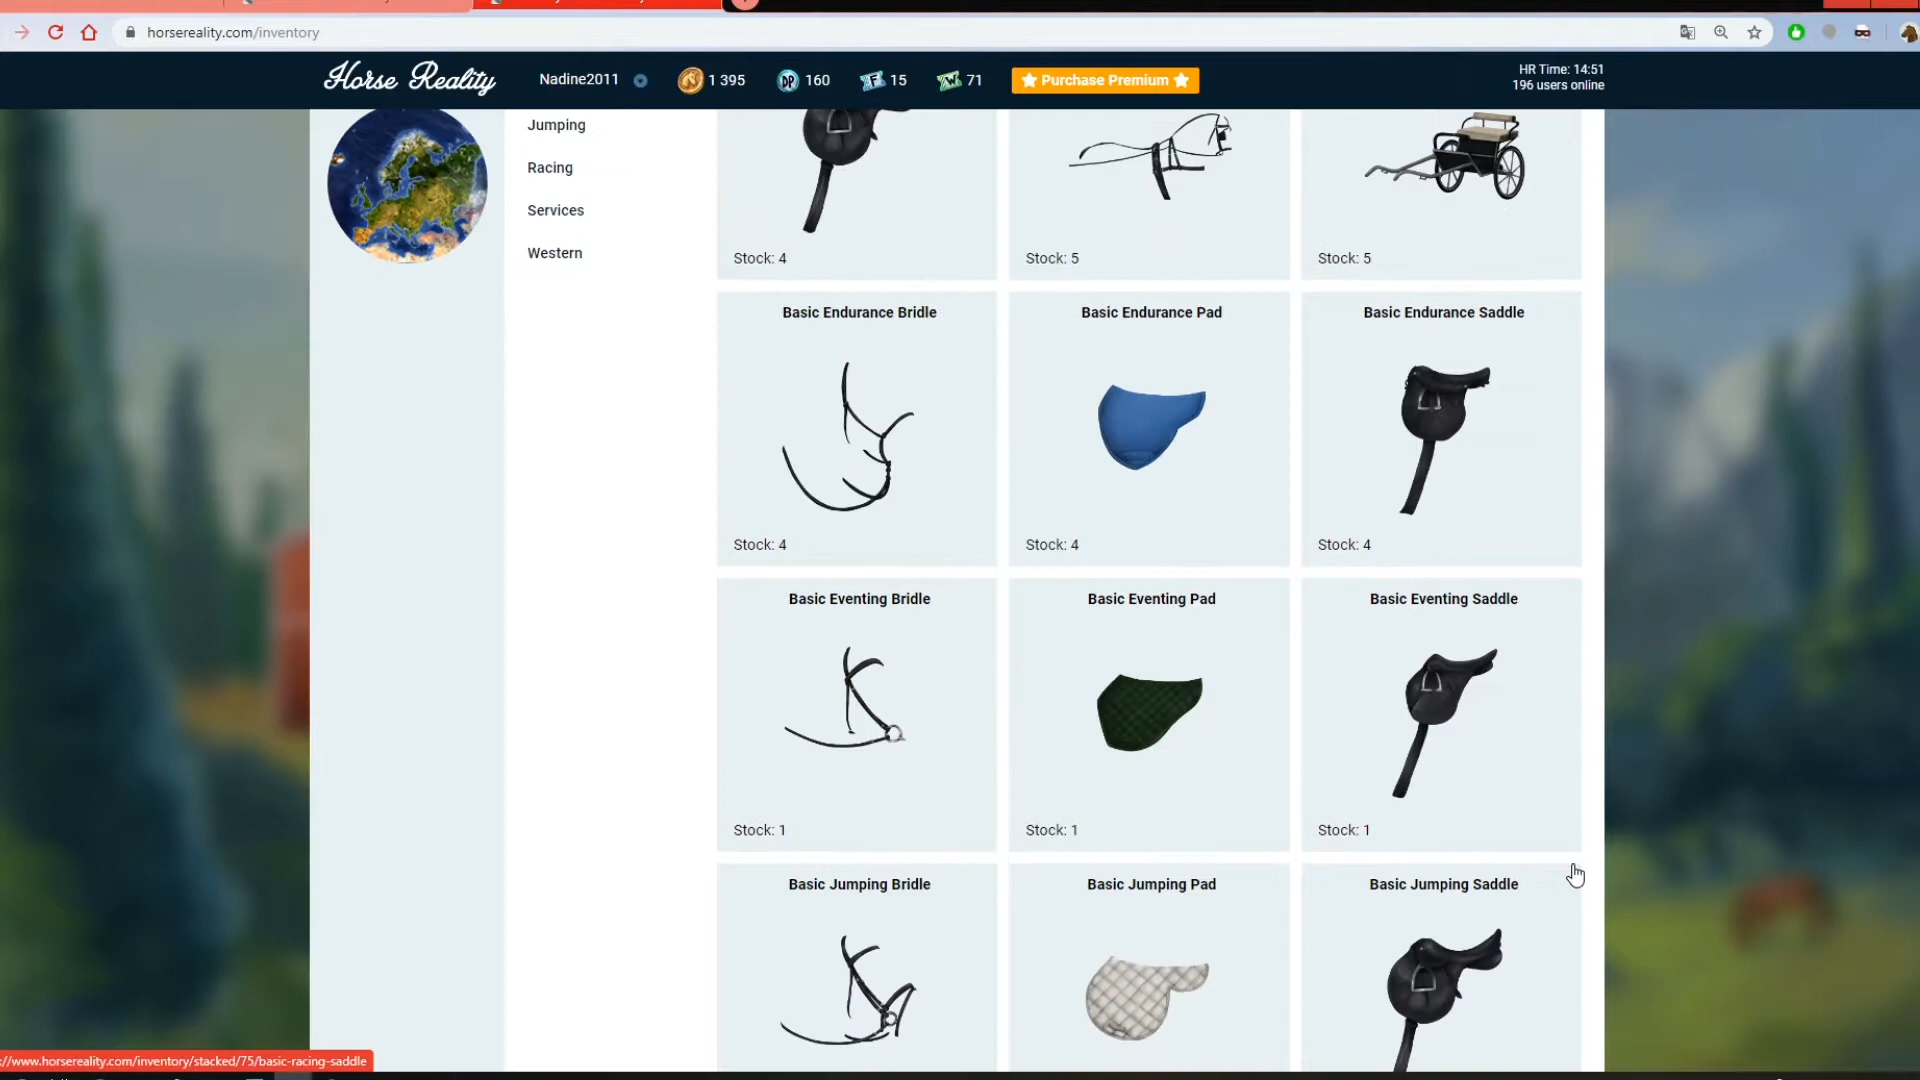 horsereality.com/inventory
Horse Reality
Nadine2011
1 395
DP
160
F
15
M
71
Purchase Premium
HR Time: 14:51
196 users online
Jumping
Racing
Services
Western
Stock: 4
Stock: 5
Stock: 5
Basic Endurance Bridle
Basic Endurance Pad
Basic Endurance Saddle
Stock: 4
Stock: 4
Stock: 4
Basic Eventing Bridle
Basic Eventing Pad
Basic Eventing Saddle
Stock: 1
Stock: 1
Stock: 1
Basic Jumping Bridle
Basic Jumping Pad
Basic Jumping Saddle
//www.horsereality.com/inventory/stacked/75/basic-racing-saddle